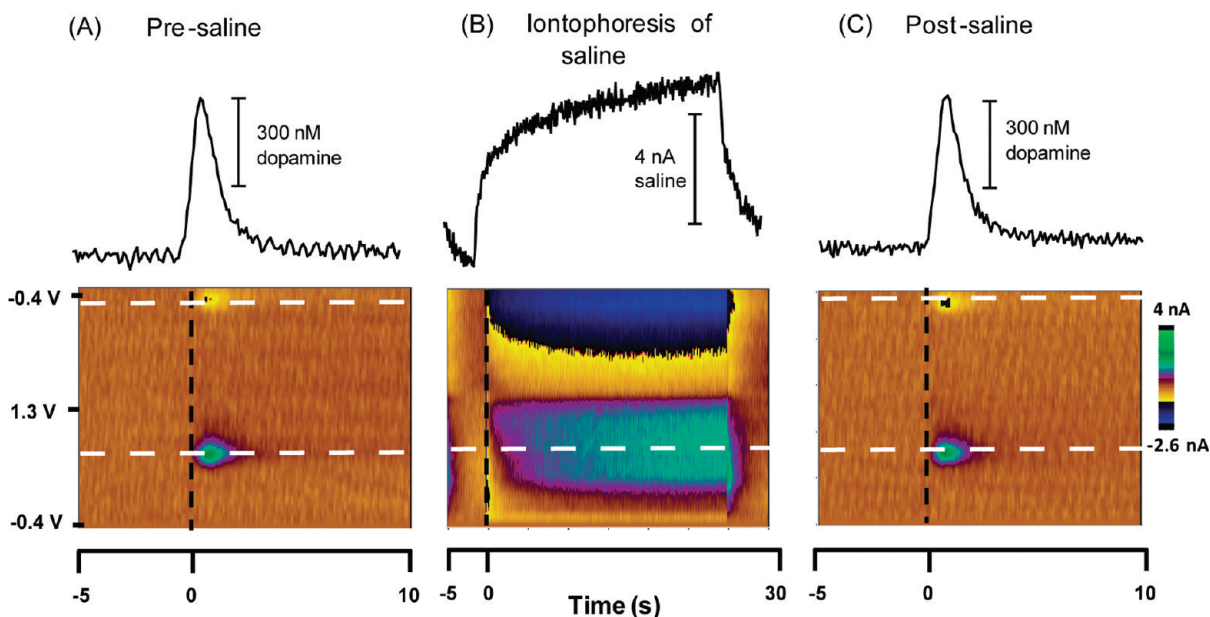 (A) Pre-saline
(B) Iontophoresis of
saline
(C) Post-saline
300 nM
dopamine
4 nA
saline
300 nM
dopamine
-0.4 V
1.3 V
-0.4 V
4 nA
-2.6 nA
-5 0 10
-5 0 30
-5 0 10
Time (s)